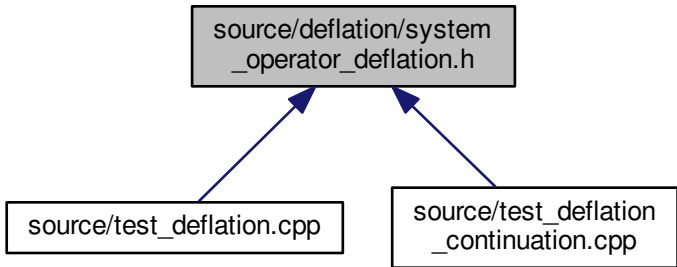 source/deflation/system
_operator_deflation.h
source/test_deflation.cpp
source/test_deflation
_continuation.cpp